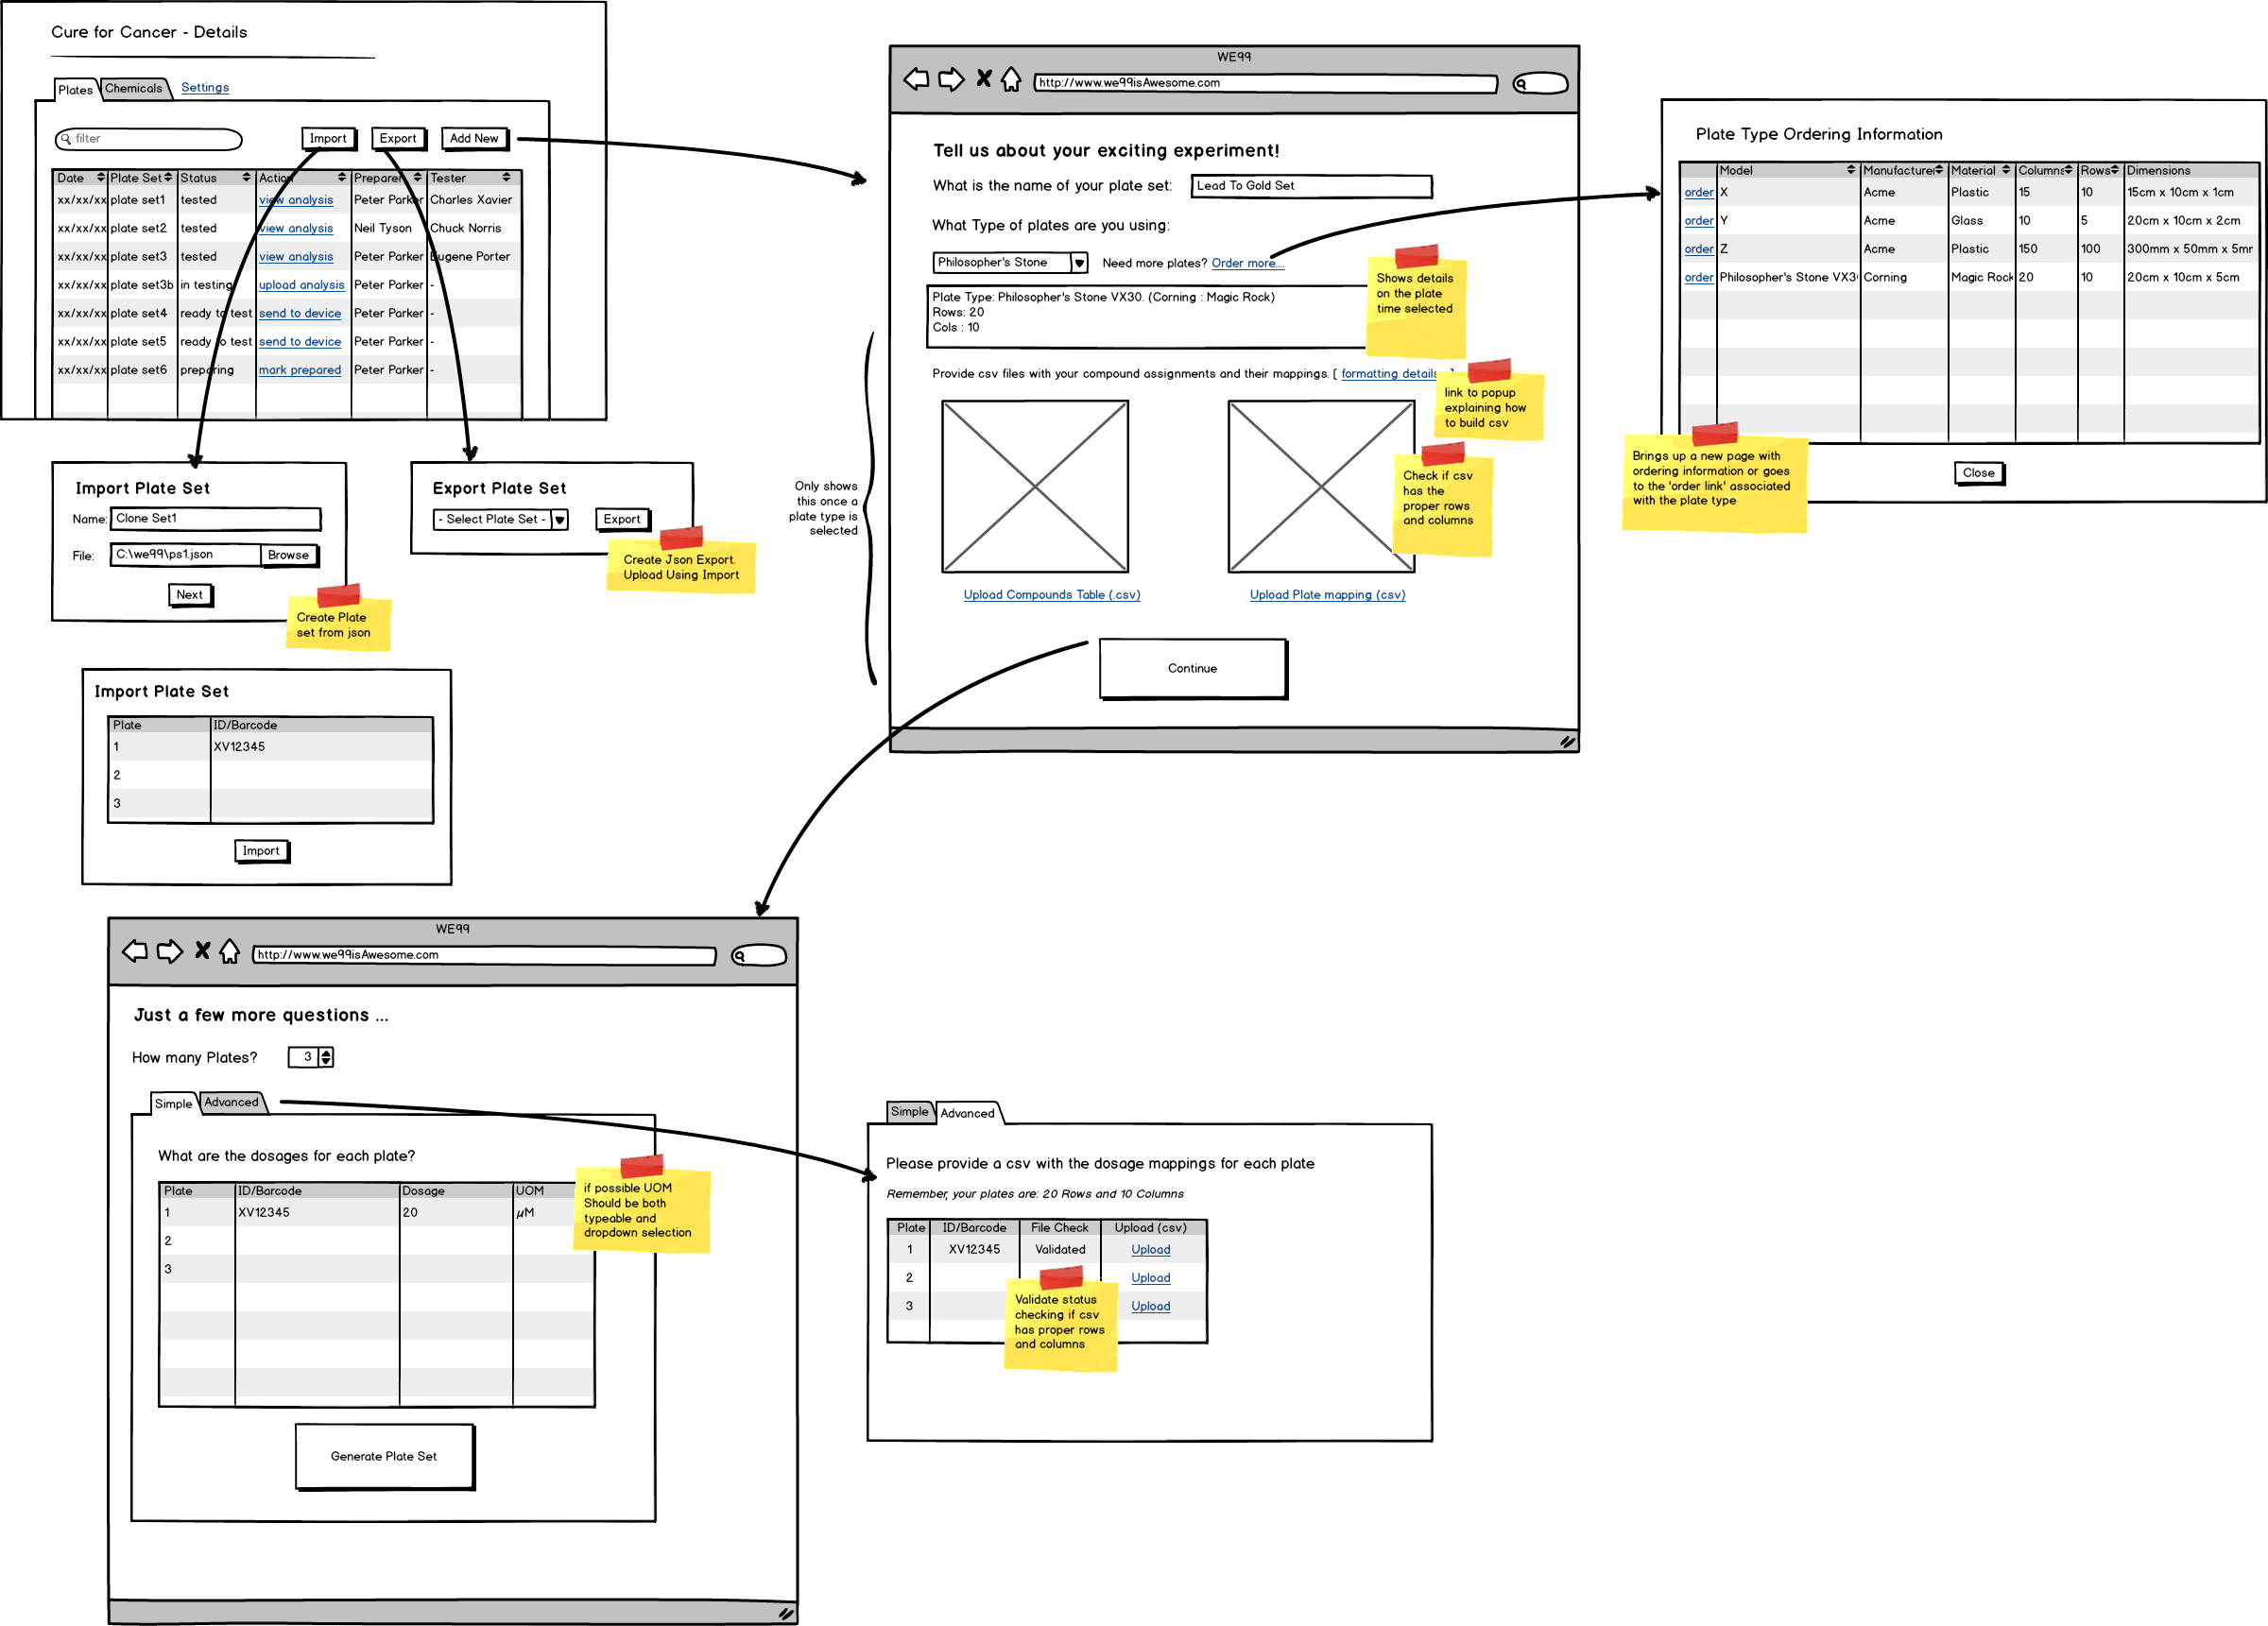 Cure for Cancer - Details
Plates Chemicals Settings
filter Import Export Add New
Date Plate Set Status Action Preparer Tester
xx/xx/xx plate set1 tested view analysis Peter Parker Charles Xavier
xx/xx/xx plate set2 tested view analysis Neil Tyson Chuck Norris
xx/xx/xx plate set3 tested view analysis Peter Parker Eugene Porter
xx/xx/xx plate set3b in testing upload analysis Peter Parker -
xx/xx/xx plate set4 ready to test send to device Peter Parker -
xx/xx/xx plate set5 ready to test send to device Peter Parker -
xx/xx/xx plate set6 preparing mark prepared Peter Parker -
Import Plate Set
Name: Clone Set1
File: C:\we99\ps1.json Browse
Next
Create Plate
set from json
Export Plate Set
- Select Plate Set - Export
Create Json Export.
Upload Using Import
Import Plate Set
Plate ID/Barcode
1 XV12345
2
3
Import
WE99
http://www.we99isAwesome.com
Tell us about your exciting experiment!
What is the name of your plate set: Lead To Gold Set
What Type of plates are you using:
Philosopher's Stone Need more plates? Order more...
Plate Type: Philosopher's Stone VX30. (Corning : Magic Rock)
Rows: 20
Cols : 10
Shows details
on the plate
time selected
Provide csv files with your compound assignments and their mappings. [ formatting details ]
link to popup
explaining how
to build csv
Check if csv
has the
proper rows
and columns
Only shows
this once a
plate type is
selected
Upload Compounds Table (.csv) Upload Plate mapping (csv)
Continue
Plate Type Ordering Information
Model Manufacturer Material Columns Rows Dimensions
order X Acme Plastic 15 10 15cm x 10cm x 1cm
order Y Acme Glass 10 5 20cm x 10cm x 2cm
order Z Acme Plastic 150 100 300mm x 50mm x 5mm
order Philosopher's Stone VX30 Corning Magic Rock 20 10 20cm x 10cm x 5cm
Brings up a new page with
ordering information or goes
to the 'order link' associated
with the plate type
Close
WE99
http://www.we99isAwesome.com
Just a few more questions ...
How many Plates? 3
Simple Advanced
What are the dosages for each plate?
Plate ID/Barcode Dosage UOM
1 XV12345 20 µM
2
3
if possible UOM
Should be both
typeable and
dropdown selection
Generate Plate Set
Simple Advanced
Please provide a csv with the dosage mappings for each plate
Remember, your plates are: 20 Rows and 10 Columns
Plate ID/Barcode File Check Upload (csv)
1 XV12345 Validated Upload
2 Upload
3 Upload
Validate status
checking if csv
has proper rows
and columns